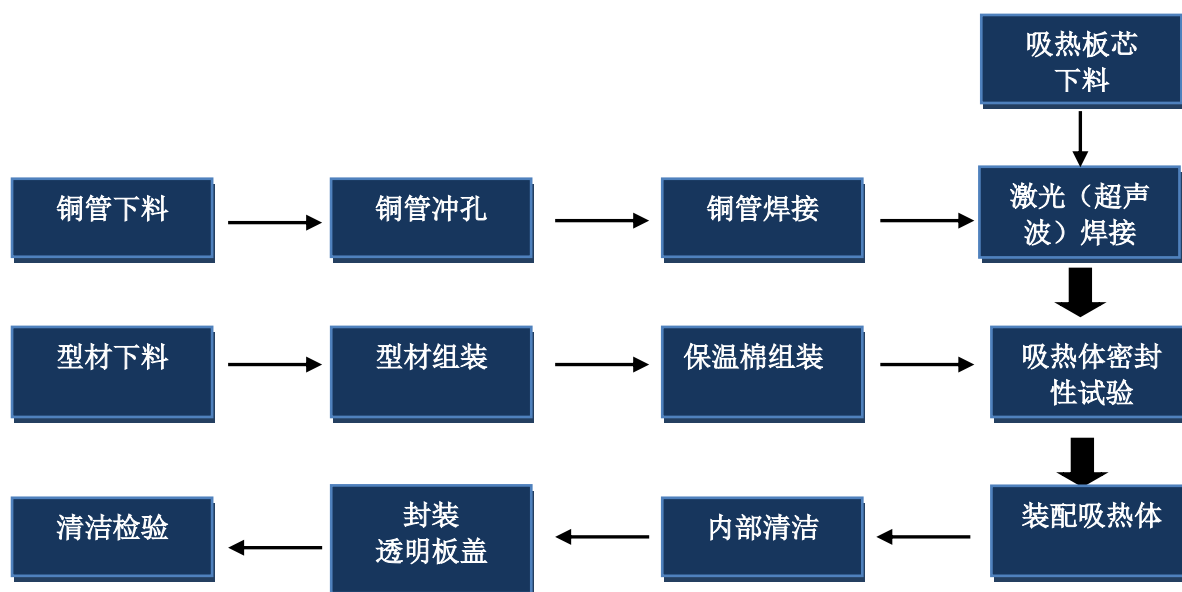 吸热板芯
下料
铜管下料
铜管冲孔
铜管焊接
激光（超声
波）焊接
型材下料
型材组装
保温棉组装
吸热体密封
性试验
清洁检验
封装
透明板盖
内部清洁
装配吸热体